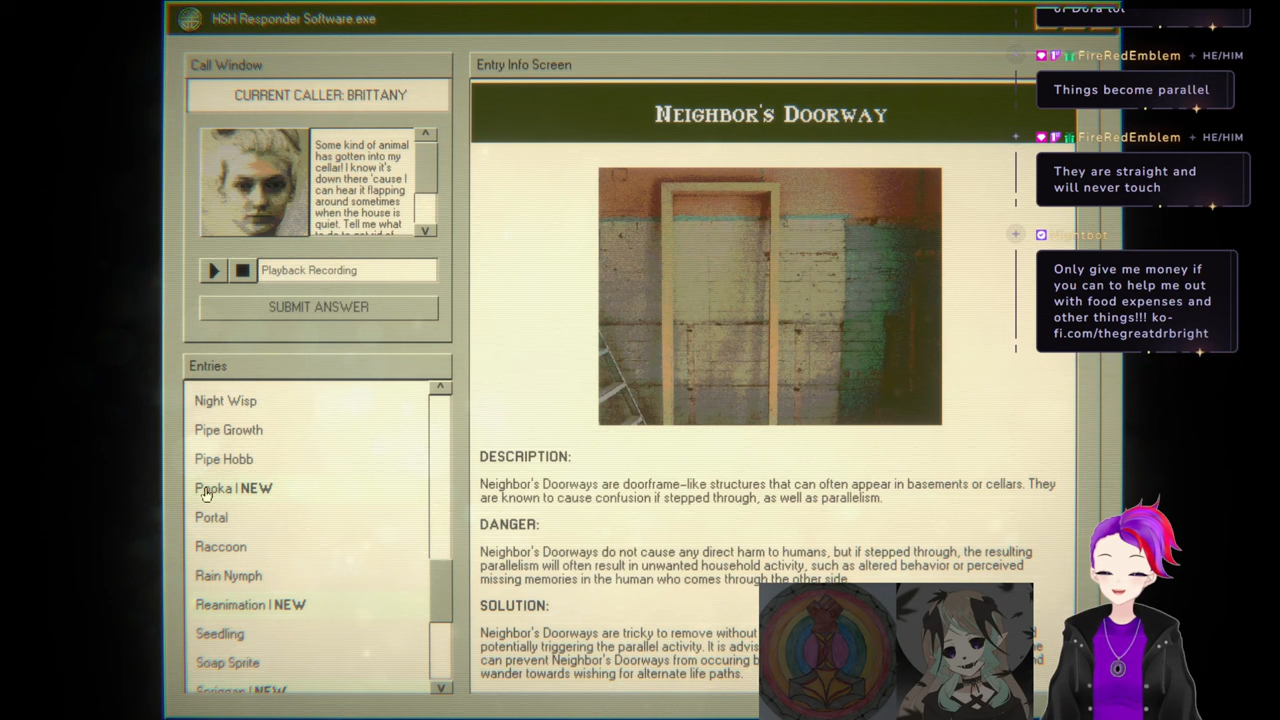 HSH Responder Software.exe
Call Window
CURRENT CALLER: BRITTANY
Some kind of animal
has gotten into my
cellar! I know it's
down there 'cause I
can hear it flapping
around sometimes
when the house is
quiet. Tell me what
to do to get rid of
Playback Recording
SUBMIT ANSWER
Entries
Night Wisp
Pipe Growth
Pipe Hobb
Pooka | NEW
Portal
Raccoon
Rain Nymph
Reanimation | NEW
Seedling
Soap Sprite
Spriggan | NEW
Entry Info Screen
NEIGHBOR'S DOORWAY
DESCRIPTION:
Neighbor's Doorways are doorframe-like structures that can often appear in basements or cellars. They
are known to cause confusion if stepped through, as well as parallelism.
DANGER:
Neighbor's Doorways do not cause any direct harm to humans, but if stepped through, the resulting
parallelism will often result in unwanted household activity, such as altered behavior or perceived
missing memories in the human who comes through the other side.
SOLUTION:
Neighbor's Doorways are tricky to remove without
potentially triggering the parallel activity. It is advis
can prevent Neighbor's Doorways from occuring b
wander towards wishing for alternate life paths.
FireRedEmblem + HE/HIM
Things become parallel
FireRedEmblem + HE/HIM
They are straight and
will never touch
Only give me money if
you can to help me out
with food expenses and
other things!!! ko-
fi.com/thegreatdrbright